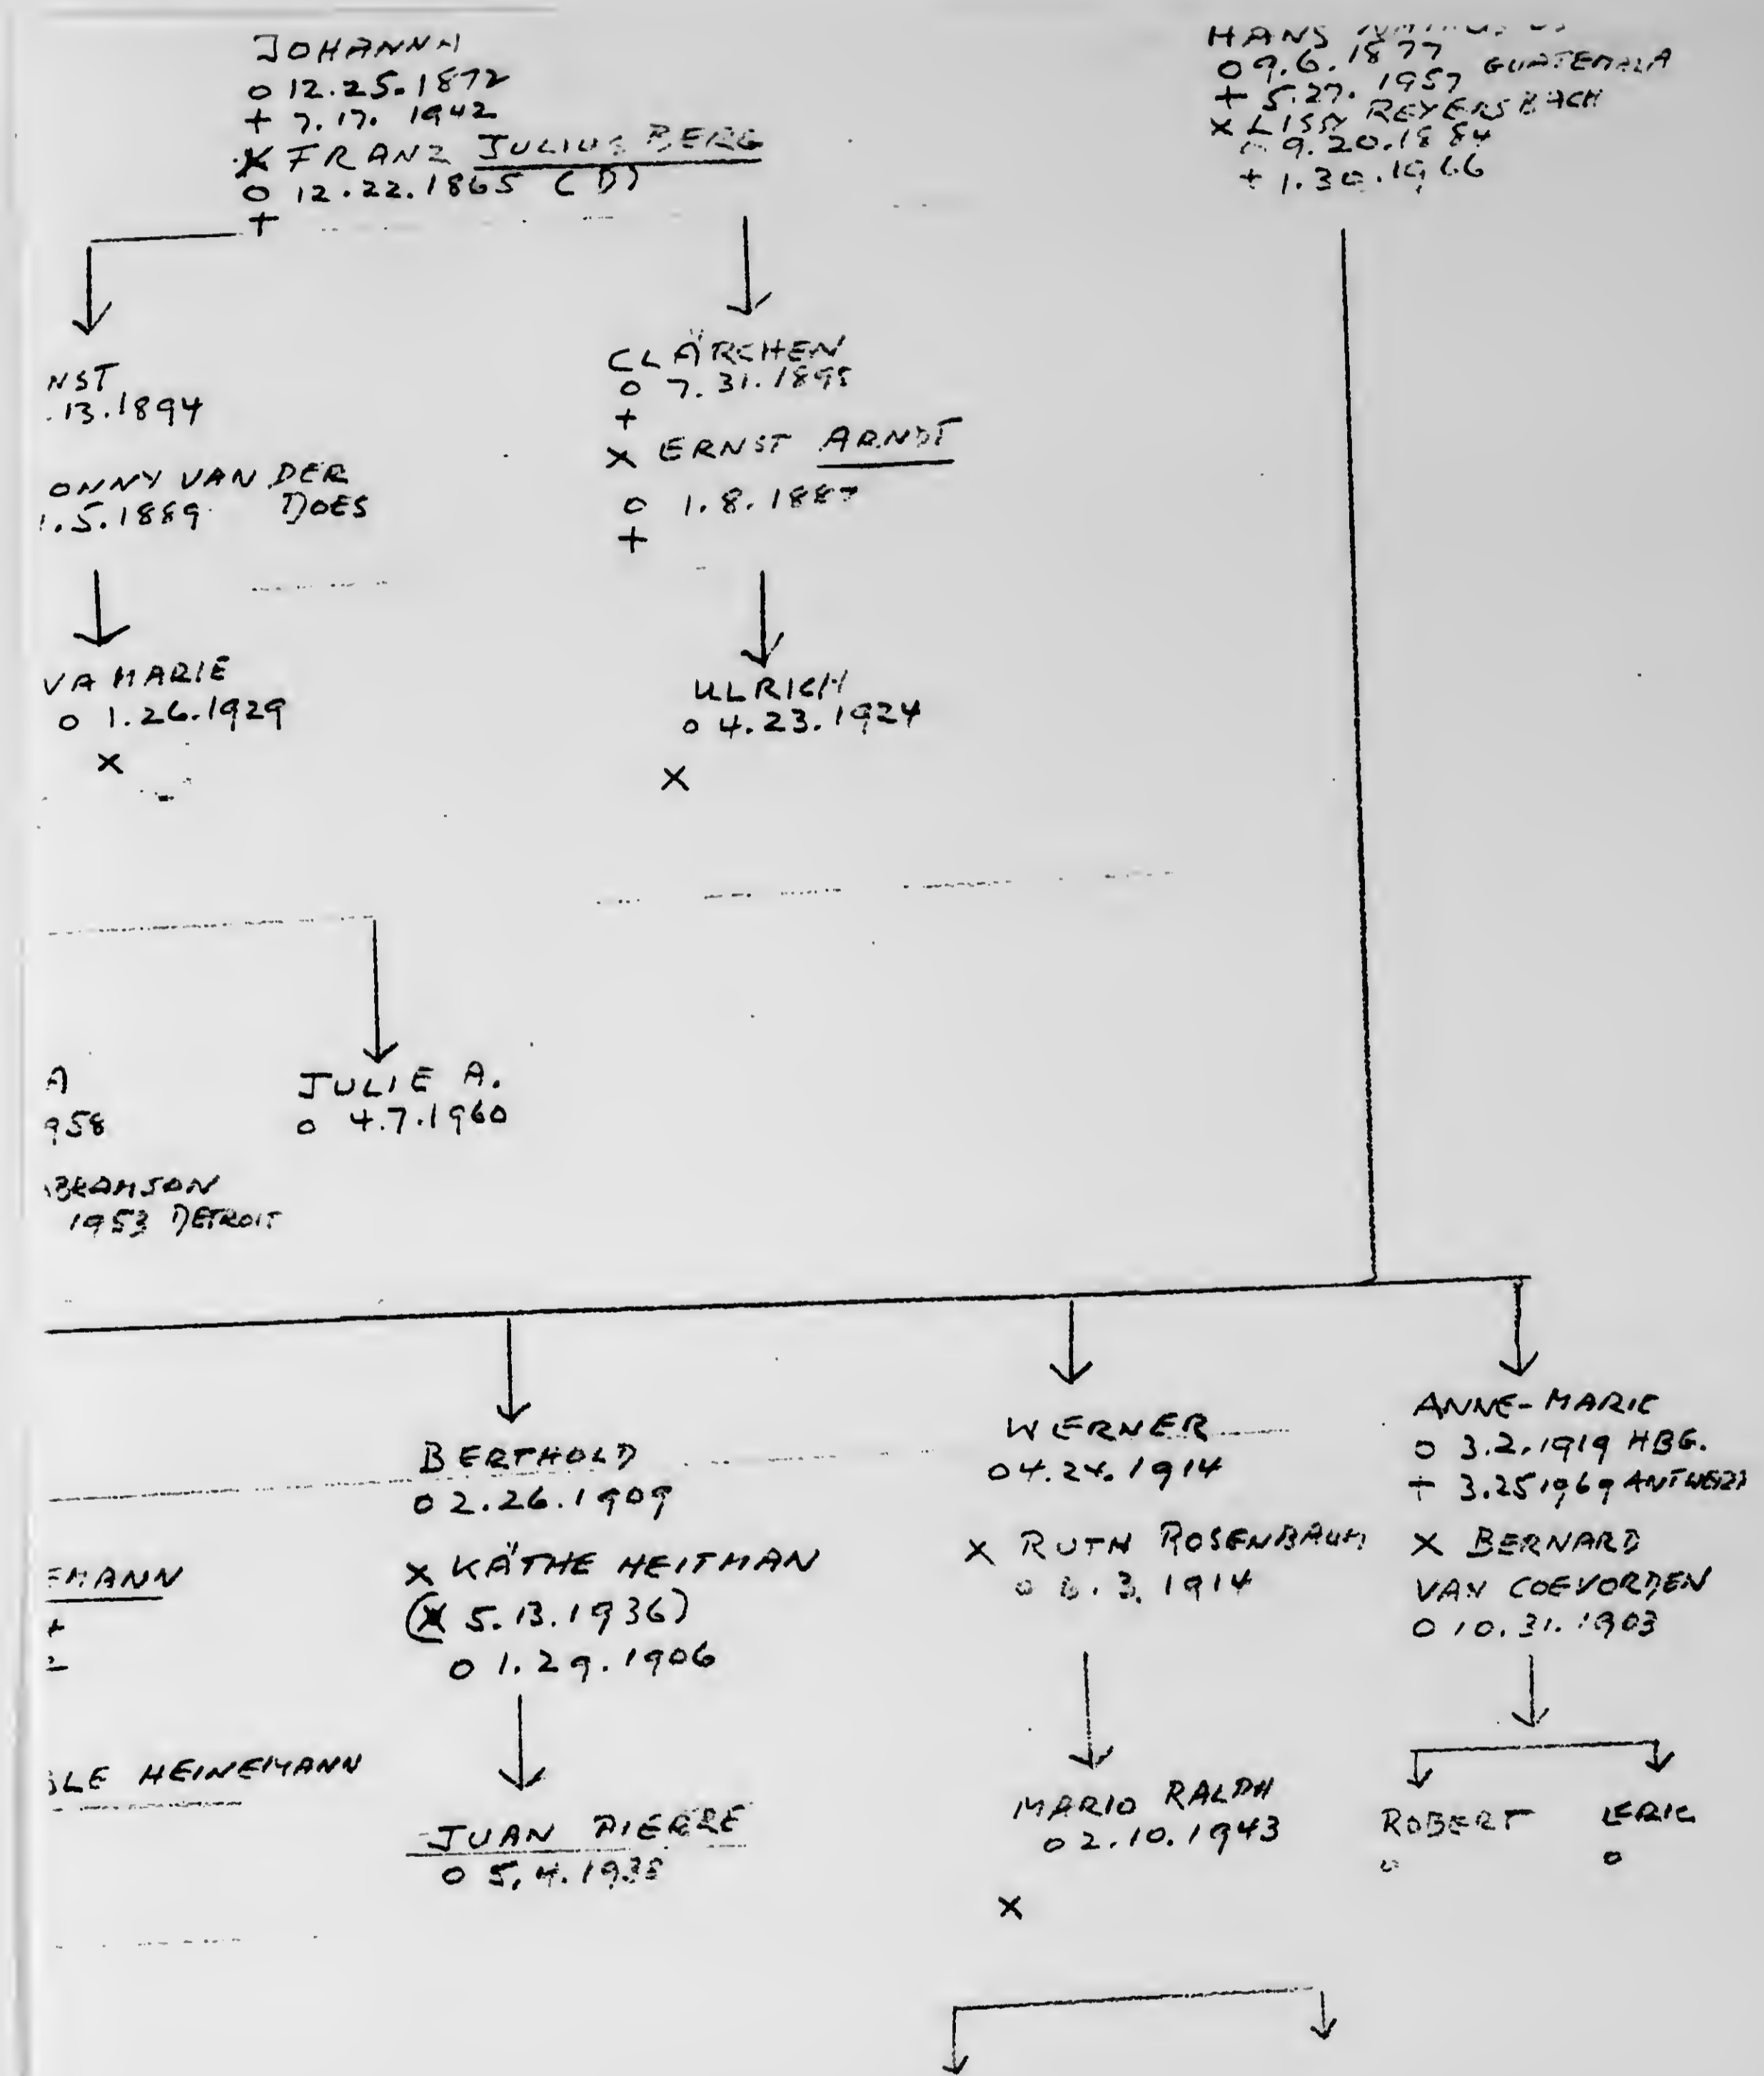 JOHANNA
o 12.25.1872
+ 7.17.1942
X FRANZ JULIUS BERG
o 12.22.1865 (D)
+
HANS
o 9.6.1877
+ 5.27.1957 GUATEMALA
X LISSY REYERSBACH
o 9.20.1884
+ 1.30.1966
NST
.13.1894
ONNY VAN DER
1.5.1889 DOES
CLÄRCHEN
o 7.31.1895
+
X ERNST ARNDT
o 1.8.1887
+
VA MARIE
o 1.26.1929
X
ULRICH
o 4.23.1924
X
A
958
BRAMSON
1953 DETROIT
JULIE A.
o 4.7.1960
EMANN
+
2
BLE HEINEMANN
BERTHOLD
o 2.26.1909
X KÄTHE HEITMAN
(X 5.13.1936)
o 1.29.1906
JUAN PIERRE
o 5.4.1938
WERNER
o 4.24.1914
X RUTH ROSENBAUM
o 6.3.1914
MARIO RALPH
o 2.10.1943
X
ANNE-MARIE
o 3.2.1919 HBG.
+ 3.25 1969
X BERNARD
VAN COEVORDEN
o 10.31.1903
ROBERT
o
ERIC
o